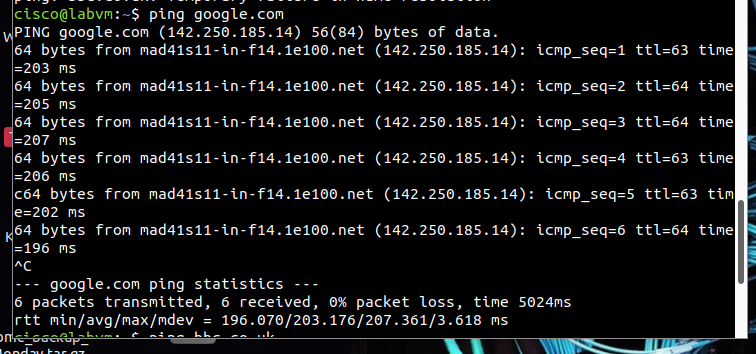 cisco@labvm:~$ ping google.com
PING google.com (142.250.185.14) 56(84) bytes of data.
64 bytes from mad41s11-in-f14.1e100.net (142.250.185.14): icmp_seq=1 ttl=63 time
=203 ms
64 bytes from mad41s11-in-f14.1e100.net (142.250.185.14): icmp_seq=2 ttl=64 time
=205 ms
64 bytes from mad41s11-in-f14.1e100.net (142.250.185.14): icmp_seq=3 ttl=64 time
=207 ms
64 bytes from mad41s11-in-f14.1e100.net (142.250.185.14): icmp_seq=4 ttl=63 time
=206 ms
c64 bytes from mad41s11-in-f14.1e100.net (142.250.185.14): icmp_seq=5 ttl=63 tim
e=202 ms
64 bytes from mad41s11-in-f14.1e100.net (142.250.185.14): icmp_seq=6 ttl=64 time
=196 ms
^C
--- google.com ping statistics ---
6 packets transmitted, 6 received, 0% packet loss, time 5024ms
rtt min/avg/max/mdev = 196.070/203.176/207.361/3.618 ms
cisco@labvm:~$ ping bbc.co.uk